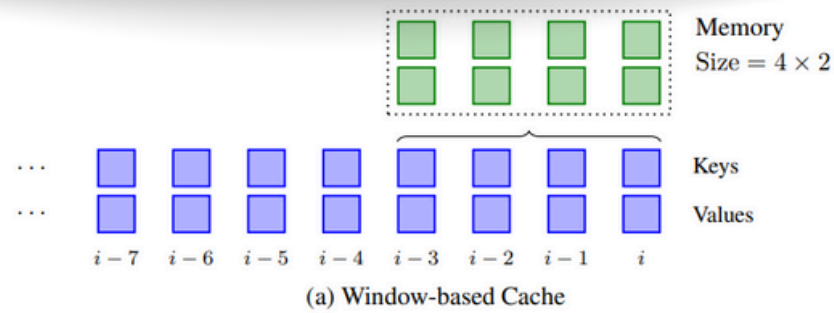 Memory
Size = 4 × 2
··· Keys
··· Values
i − 7 i − 6 i − 5 i − 4 i − 3 i − 2 i − 1 i
(a) Window-based Cache